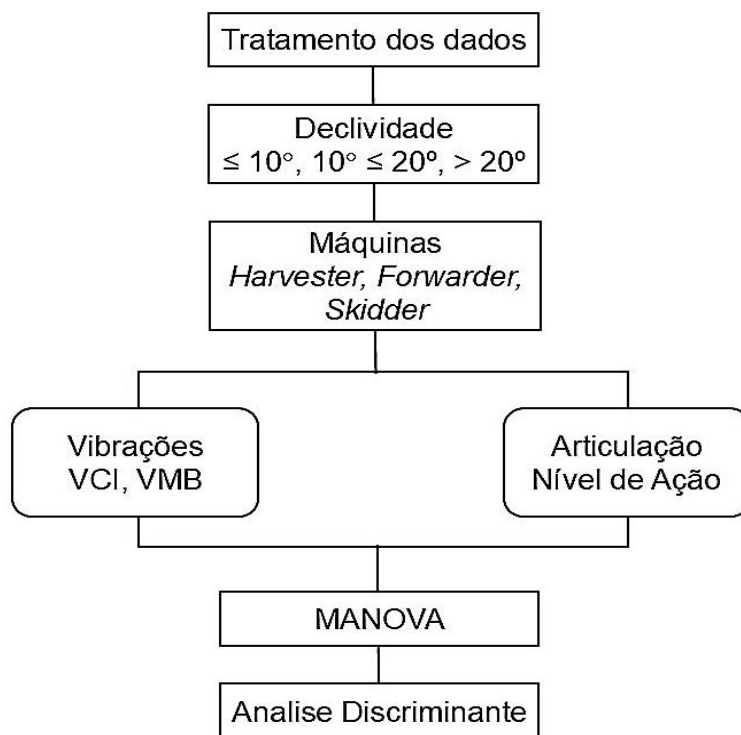 Tratamento dos dados
Declividade
≤ 10°, 10° ≤ 20º, > 20º
Máquinas
Harvester, Forwarder,
Skidder
Vibrações
VCI, VMB
Articulação
Nível de Ação
MANOVA
Analise Discriminante